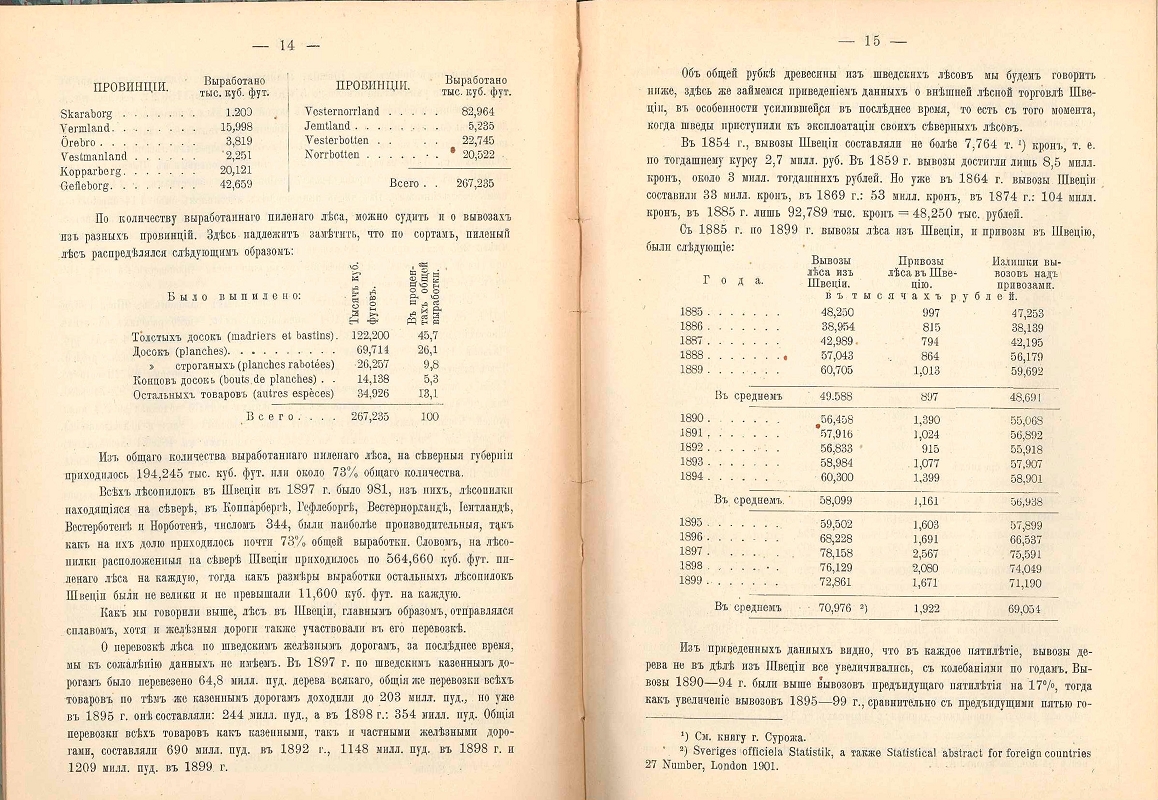 — 14 —
ПРОВИНЦІИ. Выработано тыс. куб. фут. ПРОВИНЦІИ. Выработано тыс. куб. фут.
Skaraborg . . . . . . . 1.200
Vermland. . . . . . . . 15,998
Örebro . . . . . . . . 3,819
Vestmanland . . . . . . 2,251
Kopparberg. . . . . . . 20,121
Gefleborg. . . . . . . . 42,659
Vesternorrland . . . . . 82,964
Jemtland . . . . . . . . 5,235
Vesterbotten . . . . . . 22,745
Norrbotten . . . . . . . 20,522
Всего . . 267,235
По количеству выработаннаго пиленаго лѣса, можно судить и о вывозахъ
изъ разныхъ провинцій. Здѣсь надлежитъ замѣтить, что по сортамъ, пиленый
лѣсъ распредѣлялся слѣдующимъ образомъ:
Было выпилено: Тысячъ куб. футовъ. Въ процен- тахъ общей выработки.
Толстыхъ досокъ (madriers et bastins). 122,200 45,7
Досокъ (planches). . . . . . . . . . 69,714 26,1
» строганыхъ (planches rabotées) 26,257 9,8
Концовъ досокъ (bouts de planches) . . 14,138 5,3
Остальныхъ товаровъ (autres espèces) 34,926 13,1
Всего. . . . 267,235 100
Изъ общаго количества выработаннаго пиленаго лѣса, на сѣверныя губерніи
приходилось 194,245 тыс. куб. фут. или около 73% общаго количества.
Всѣхъ лѣсопилокъ въ Швеціи въ 1897 г. было 981, изъ нихъ, лѣсопилки
находящіяся на сѣверѣ, въ Коппарбергѣ, Гефлеборгѣ, Вестернорландѣ, Іемтландѣ,
Вестерботенѣ и Норботенѣ, числомъ 344, были наиболѣе производительныя, такъ
какъ на ихъ долю приходилось почти 73% общей выработки. Словомъ, на лѣсо-
пилки расположенныя на сѣверѣ Швеціи приходилось по 564,660 куб. фут. пи-
ленаго лѣса на каждую, тогда какъ размѣры выработки остальныхъ лѣсопилокъ
Швеціи были не велики и не превышали 11,600 куб. фут. на каждую.
Какъ мы говорили выше, лѣсъ въ Швеціи, главнымъ образомъ, отправлялся
сплавомъ, хотя и желѣзныя дороги также участвовали въ его перевозкѣ.
О перевозкѣ лѣса по шведскимъ желѣзнымъ дорогамъ, за послѣднее время,
мы къ сожалѣнію данныхъ не имѣемъ. Въ 1897 г. по шведскимъ казеннымъ до-
рогамъ было перевезено 64,8 милл. пуд. дерева всякаго, общія же перевозки всѣхъ
товаровъ по тѣмъ же казеннымъ дорогамъ доходили до 203 милл. пуд., но уже
въ 1895 г. онѣ составляли: 244 милл. пуд., а въ 1898 г.: 354 милл. пуд. Общія
перевозки всѣхъ товаровъ какъ казенными, такъ и частными желѣзными доро-
гами, составляли 690 милл. пуд. въ 1892 г., 1148 милл. пуд. въ 1898 г. и
1209 милл. пуд. въ 1899 г.
— 15 —
Объ общей рубкѣ древесины изъ шведскихъ лѣсовъ мы будемъ говорить
ниже, здѣсь же займемся приведеніемъ данныхъ о внѣшней лѣсной торговлѣ Шве-
ціи, въ особенности усилившейся въ послѣднее время, то есть съ того момента,
когда шведы приступили къ эксплоатаціи своихъ сѣверныхъ лѣсовъ.
Въ 1854 г., вывозы Швеціи составляли не болѣе 7,764 т. ¹) кронъ, т. е.
по тогдашнему курсу 2,7 милл. руб. Въ 1859 г. вывозы достигли лишь 8,5 милл.
кронъ, около 3 милл. тогдашнихъ рублей. Но уже въ 1864 г. вывозы Швеціи
составили 33 милл. кронъ, въ 1869 г.: 53 милл. кронъ, въ 1874 г.: 104 милл.
кронъ, въ 1885 г. лишь 92,789 тыс. кронъ = 48,250 тыс. рублей.
Съ 1885 г. по 1899 г. вывозы лѣса изъ Швеціи, и привозы въ Швецію,
были слѣдующіе:
Года. Вывозы лѣса изъ Швеціи. Привозы лѣса въ Шве- цію. Излишки вы- возовъ надъ привозами.
въ тысячахъ рублей.
1885 . . . . . . . 48,250 997 47,253
1886 . . . . . . . 38,954 815 38,139
1887 . . . . . . . 42,989 794 42,195
1888 . . . . . . . 57,043 864 56,179
1889 . . . . . . . 60,705 1,013 59,692
Въ среднемъ 49.588 897 48,691
1890 . . . . . . . 56,458 1,390 55,068
1891 . . . . . . . 57,916 1,024 56,892
1892 . . . . . . . 56,833 915 55,918
1893 . . . . . . . 58,984 1,077 57,907
1894 . . . . . . . 60,300 1,399 58,901
Въ среднемъ. 58,099 1,161 56,938
1895 . . . . . . . 59,502 1,603 57,899
1896 . . . . . . . 68,228 1,691 66,537
1897 . . . . . . . 78,158 2,567 75,591
1898 . . . . . . . 76,129 2,080 74,049
1899 . . . . . . . 72,861 1,671 71,190
Въ среднемъ 70,976 ²) 1,922 69,054
Изъ приведенныхъ данныхъ видно, что въ каждое пятилѣтіе, вывозы де-
рева не въ дѣлѣ изъ Швеціи все увеличивались, съ колебаніями по годамъ. Вы-
возы 1890—94 г. были выше вывозовъ предъидущаго пятилѣтія на 17%, тогда
какъ увеличеніе вывозовъ 1895—99 г., сравнительно съ предъидущими пятью го-
¹) См. книгу г. Сурожа.
²) Sveriges officiela Statistik, а также Statistical abstract for foreign countries
27 Number, London 1901.